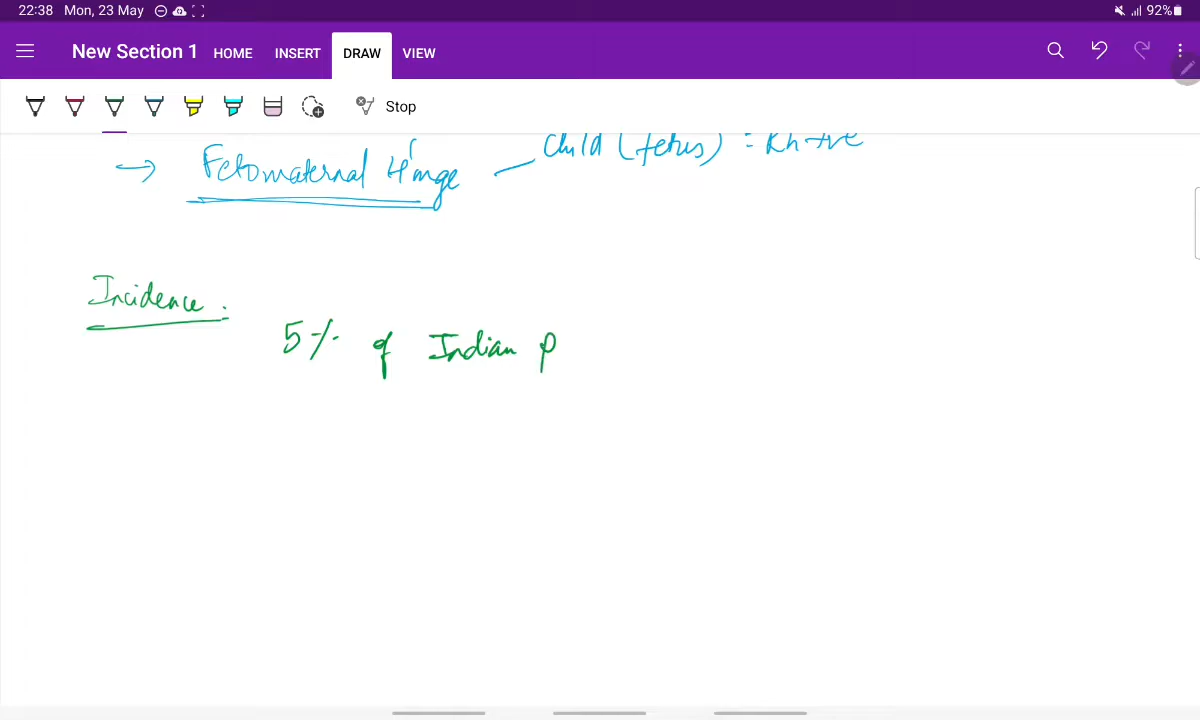 22:38 Mon, 23 May 92%
New Section 1 HOME INSERT DRAW VIEW
Stop
Child (fetus) : Rh +ve
→ Fetomaternal H'mge
Incidence :
5% of Indian p